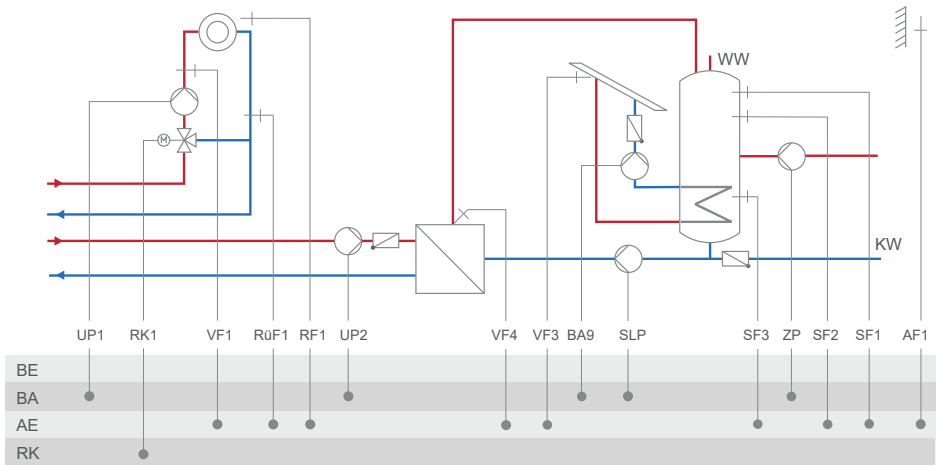 WW
M
KW
UP1 RK1 VF1 RüF1 RF1 UP2 VF4 VF3 BA9 SLP SF3 ZP SF2 SF1 AF1
BE
BA
AE
RK